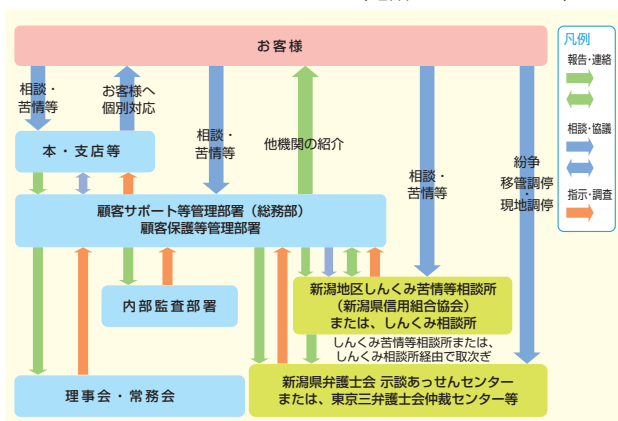 お客様
凡例
報告・連絡
相談・協議
指示・調査
相談・
苦情等
お客様へ
個別対応
相談・
苦情等
他機関の紹介
相談・
苦情等
紛争
移管調停
・
現地調停
本・支店等
顧客サポート等管理部署（総務部）
顧客保護等管理部署
内部監査部署
新潟地区しんくみ苦情等相談所
（新潟県信用組合協会）
または、しんくみ相談所
しんくみ苦情等相談所または、
しんくみ相談所経由で取次ぎ
理事会・常務会
新潟県弁護士会 示談あっせんセンター
または、東京三弁護士会仲裁センター等